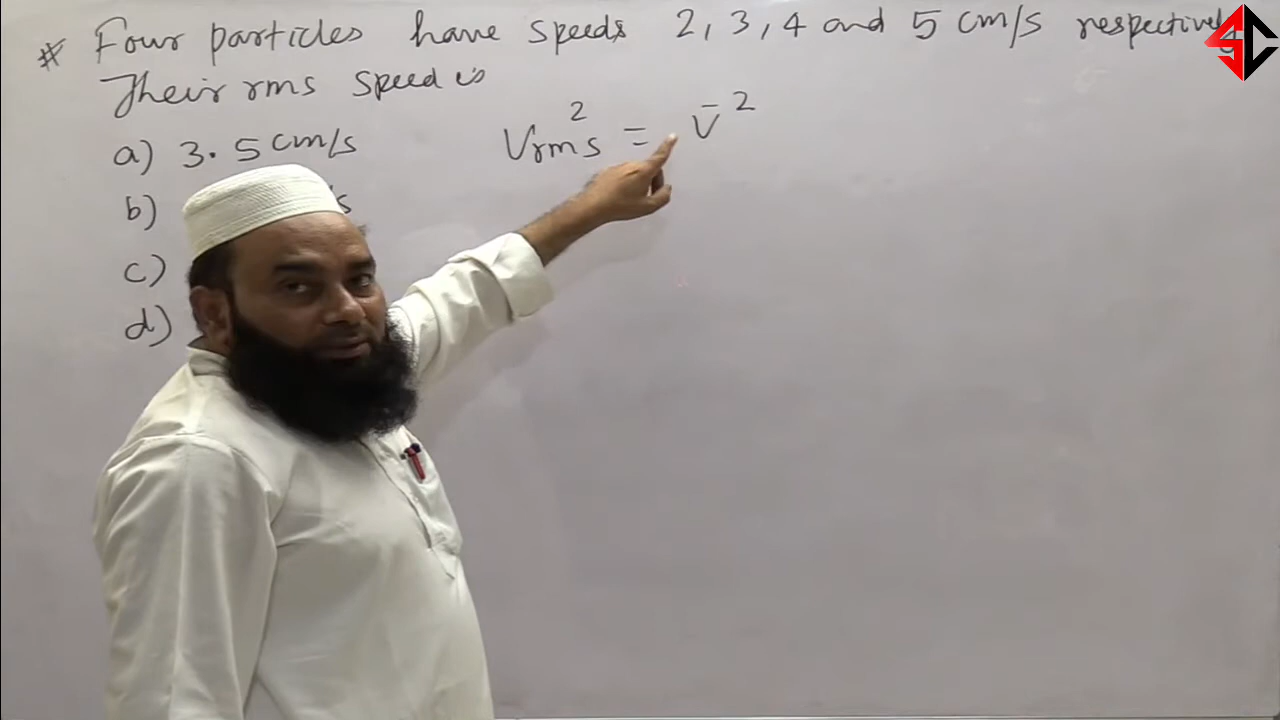 # Four particles have speeds 2, 3, 4 and 5 cm/s respectively
Their rms speed is
a) 3.5 cm/s
b)
c)
d)
Vrms² = v̄²
SC